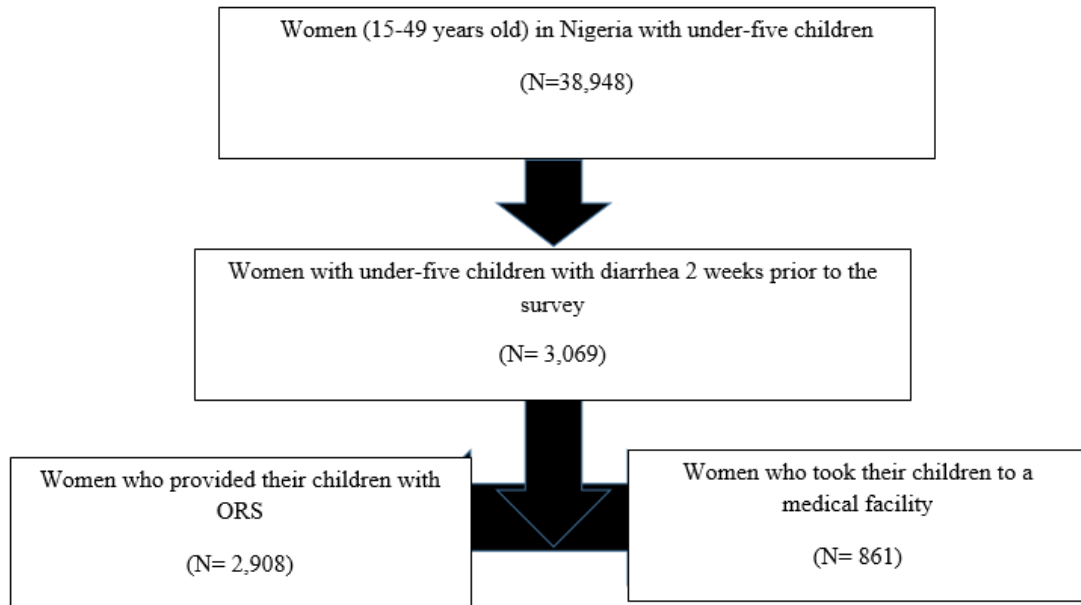 Women (15-49 years old) in Nigeria with under-five children
(N=38,948)
Women with under-five children with diarrhea 2 weeks prior to the
survey
(N= 3,069)
Women who provided their children with
ORS
(N= 2,908)
Women who took their children to a
medical facility
(N= 861)